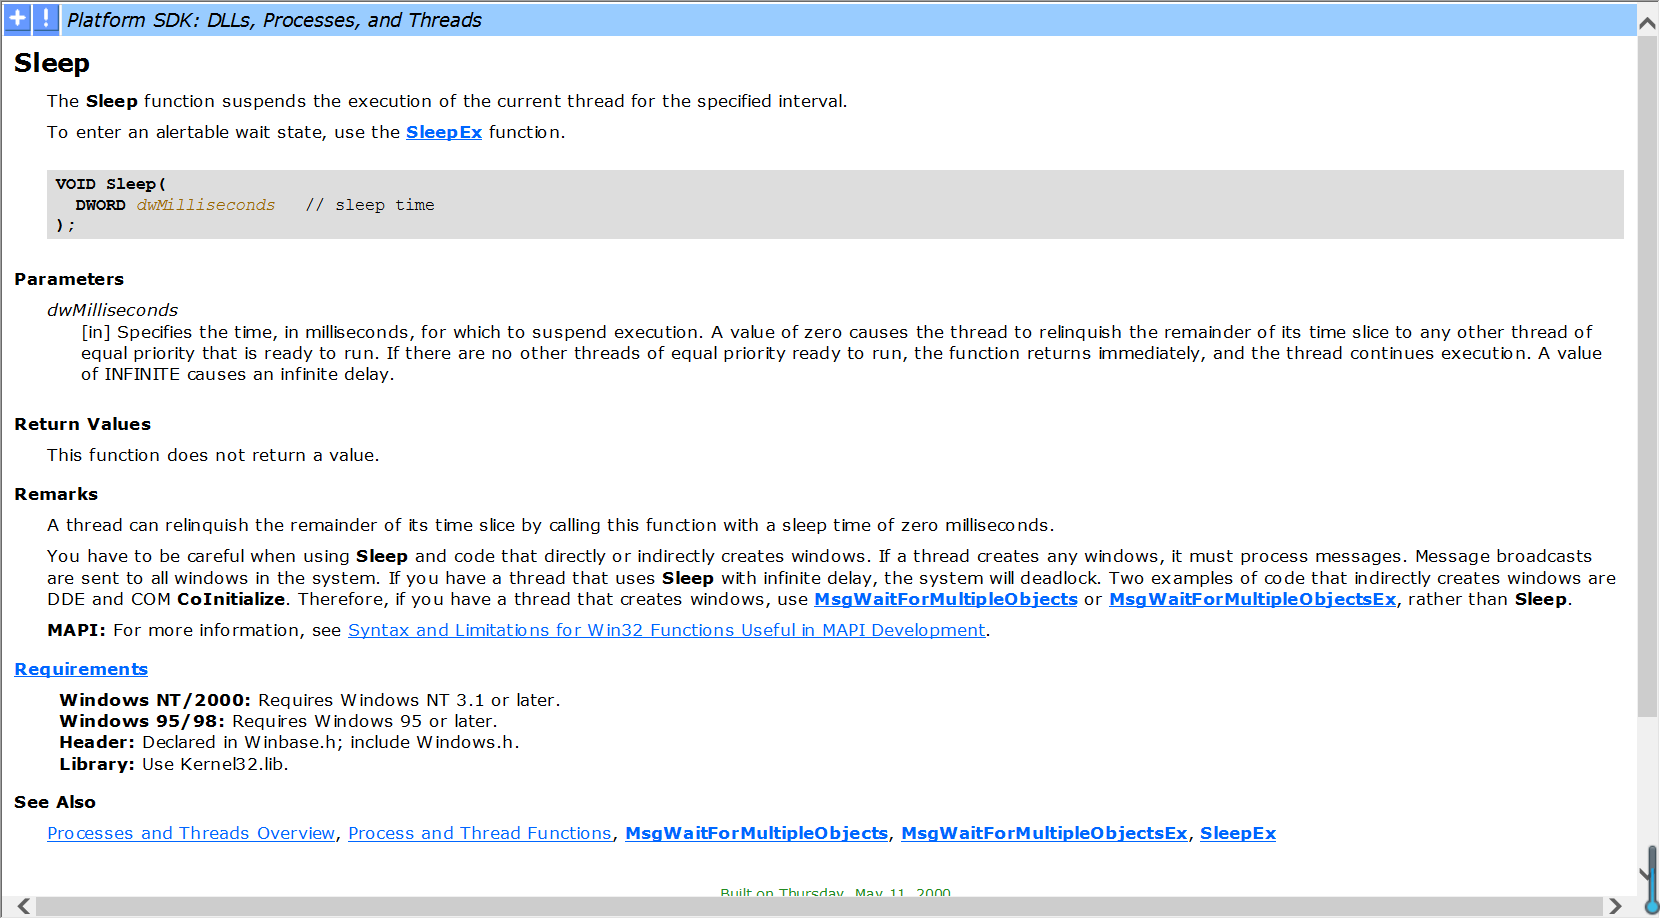 Platform SDK: DLLs, Processes, and Threads
Sleep
The Sleep function suspends the execution of the current thread for the specified interval.
To enter an alertable wait state, use the SleepEx function.
VOID Sleep(
  DWORD dwMilliseconds   // sleep time
);
Parameters
dwMilliseconds
[in] Specifies the time, in milliseconds, for which to suspend execution. A value of zero causes the thread to relinquish the remainder of its time slice to any other thread of
equal priority that is ready to run. If there are no other threads of equal priority ready to run, the function returns immediately, and the thread continues execution. A value
of INFINITE causes an infinite delay.
Return Values
This function does not return a value.
Remarks
A thread can relinquish the remainder of its time slice by calling this function with a sleep time of zero milliseconds.
You have to be careful when using Sleep and code that directly or indirectly creates windows. If a thread creates any windows, it must process messages. Message broadcasts
are sent to all windows in the system. If you have a thread that uses Sleep with infinite delay, the system will deadlock. Two examples of code that indirectly creates windows are
DDE and COM CoInitialize. Therefore, if you have a thread that creates windows, use MsgWaitForMultipleObjects or MsgWaitForMultipleObjectsEx, rather than Sleep.
MAPI: For more information, see Syntax and Limitations for Win32 Functions Useful in MAPI Development.
Requirements
Windows NT/2000: Requires Windows NT 3.1 or later.
Windows 95/98: Requires Windows 95 or later.
Header: Declared in Winbase.h; include Windows.h.
Library: Use Kernel32.lib.
See Also
Processes and Threads Overview, Process and Thread Functions, MsgWaitForMultipleObjects, MsgWaitForMultipleObjectsEx, SleepEx
Built on Thursday, May 11, 2000